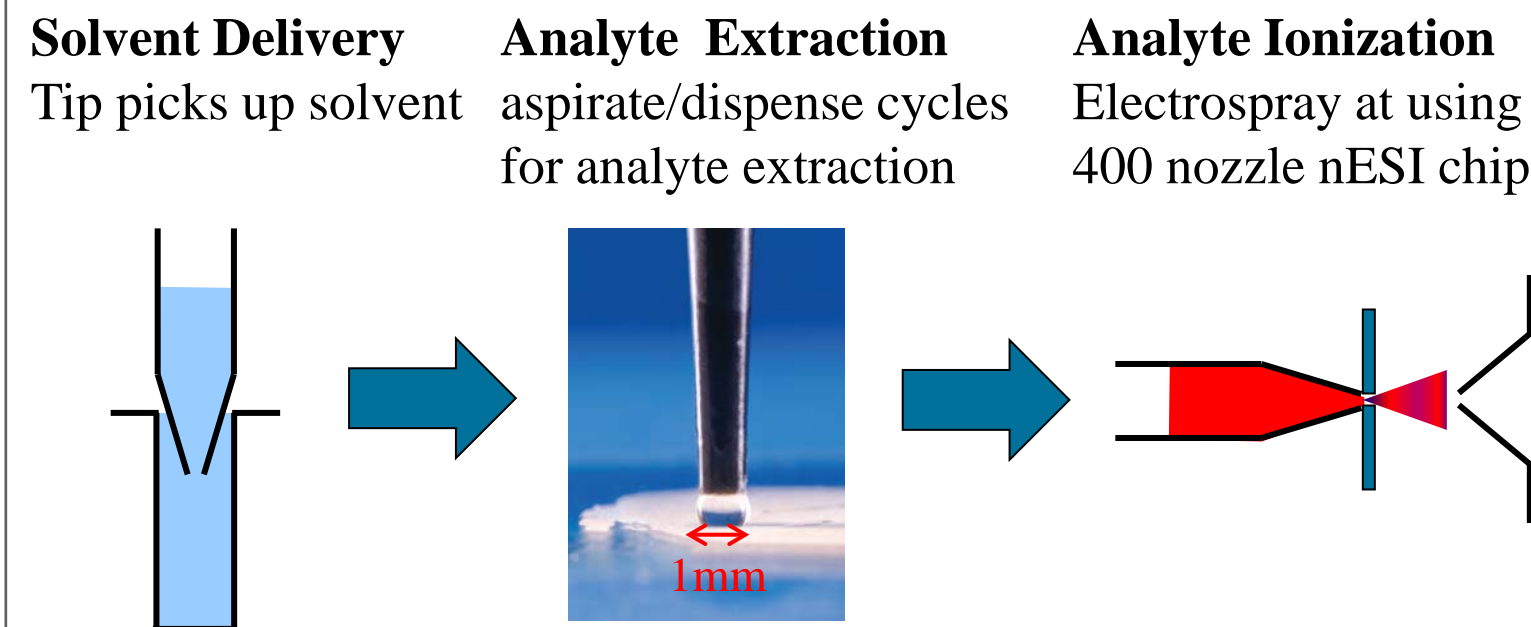 Solvent Delivery
Tip picks up solvent
Analyte Extraction
aspirate/dispense cycles
for analyte extraction
1mm
Analyte Ionization
Electrospray at using
400 nozzle nESI chip